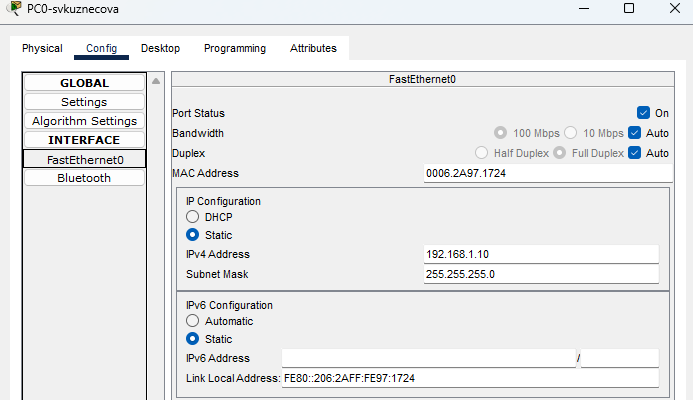 PC0-svkuznecova
Physical Config Desktop Programming Attributes
GLOBAL
Settings
Algorithm Settings
INTERFACE
FastEthernet0
Bluetooth
FastEthernet0
Port Status On
Bandwidth 100 Mbps 10 Mbps Auto
Duplex Half Duplex Full Duplex Auto
MAC Address 0006.2A97.1724
IP Configuration
DHCP
Static
IPv4 Address 192.168.1.10
Subnet Mask 255.255.255.0
IPv6 Configuration
Automatic
Static
IPv6 Address /
Link Local Address: FE80::206:2AFF:FE97:1724